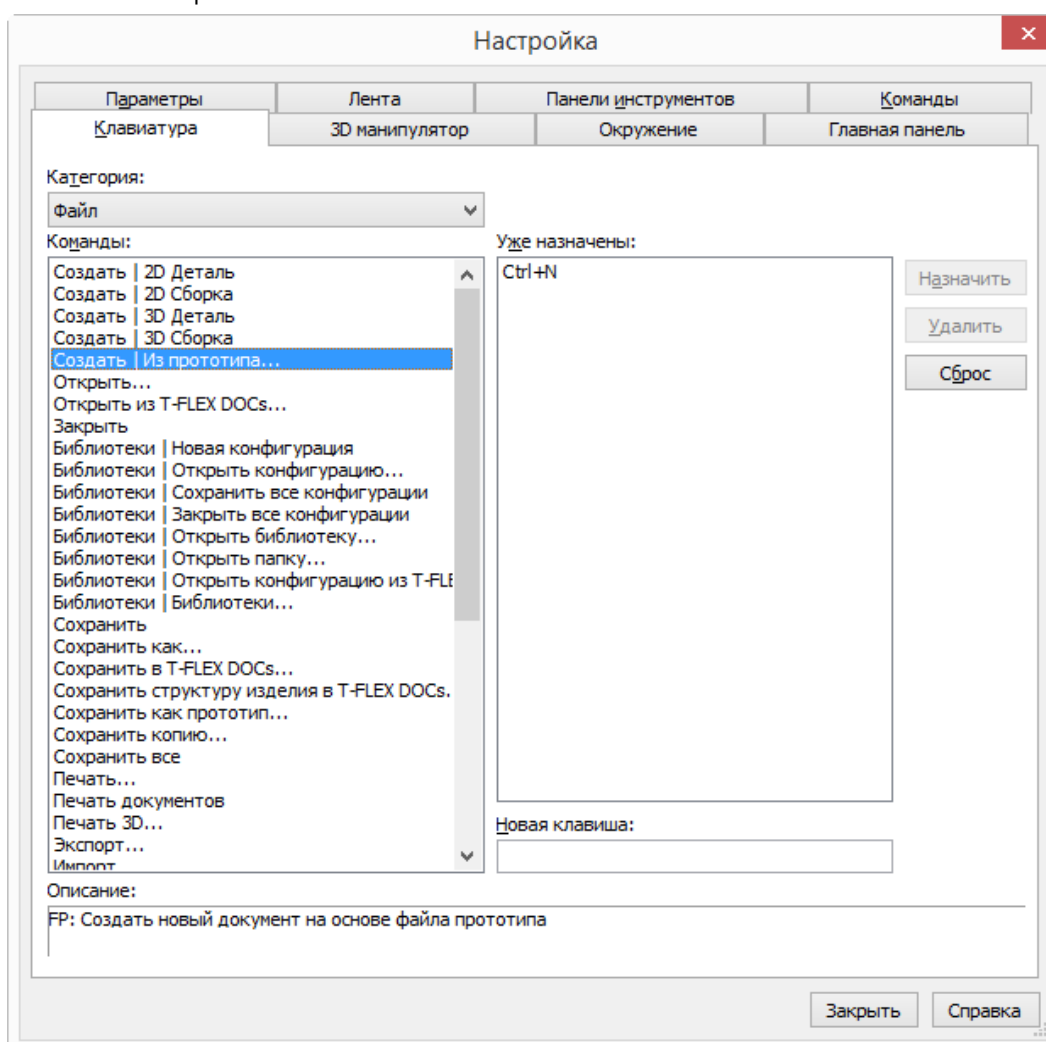 Настройка
Параметры Лента Панели инструментов Команды
Клавиатура 3D манипулятор Окружение Главная панель
Категория:
Файл
Команды: Уже назначены:
Создать | 2D Деталь
Ctrl+N
Назначить
Создать | 2D Сборка
Создать | 3D Деталь
Удалить
Создать | 3D Сборка
Создать | Из прототипа...
Сброс
Открыть...
Открыть из T-FLEX DOCs...
Закрыть
Библиотеки | Новая конфигурация
Библиотеки | Открыть конфигурацию...
Библиотеки | Сохранить все конфигурации
Библиотеки | Закрыть все конфигурации
Библиотеки | Открыть библиотеку...
Библиотеки | Открыть папку...
Библиотеки | Открыть конфигурацию из T-FLE
Библиотеки | Библиотеки...
Сохранить
Сохранить как...
Сохранить в T-FLEX DOCs...
Сохранить структуру изделия в T-FLEX DOCs.
Сохранить как прототип...
Сохранить копию...
Сохранить все
Печать...
Печать документов
Печать 3D...
Экспорт...
Импорт
Новая клавиша:
Описание:
FP: Создать новый документ на основе файла прототипа
Закрыть Справка